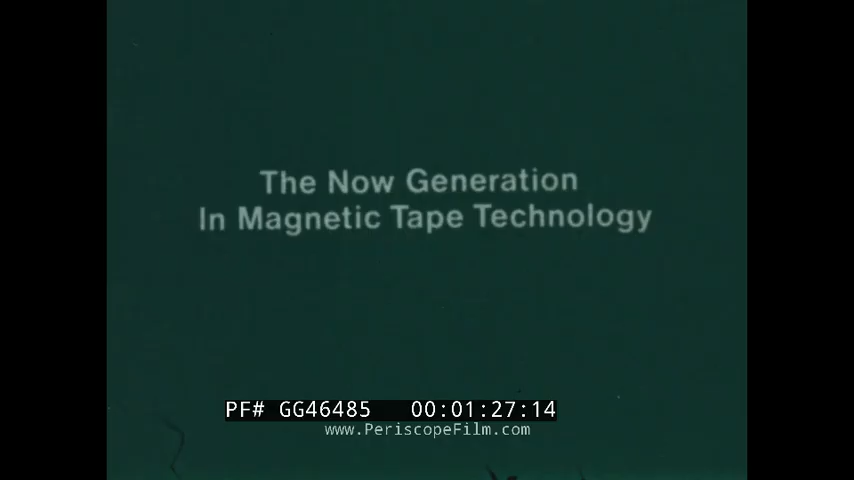 The Now Generation
In Magnetic Tape Technology
PF# GG46485 00:01:27:14
www.PeriscopeFilm.com